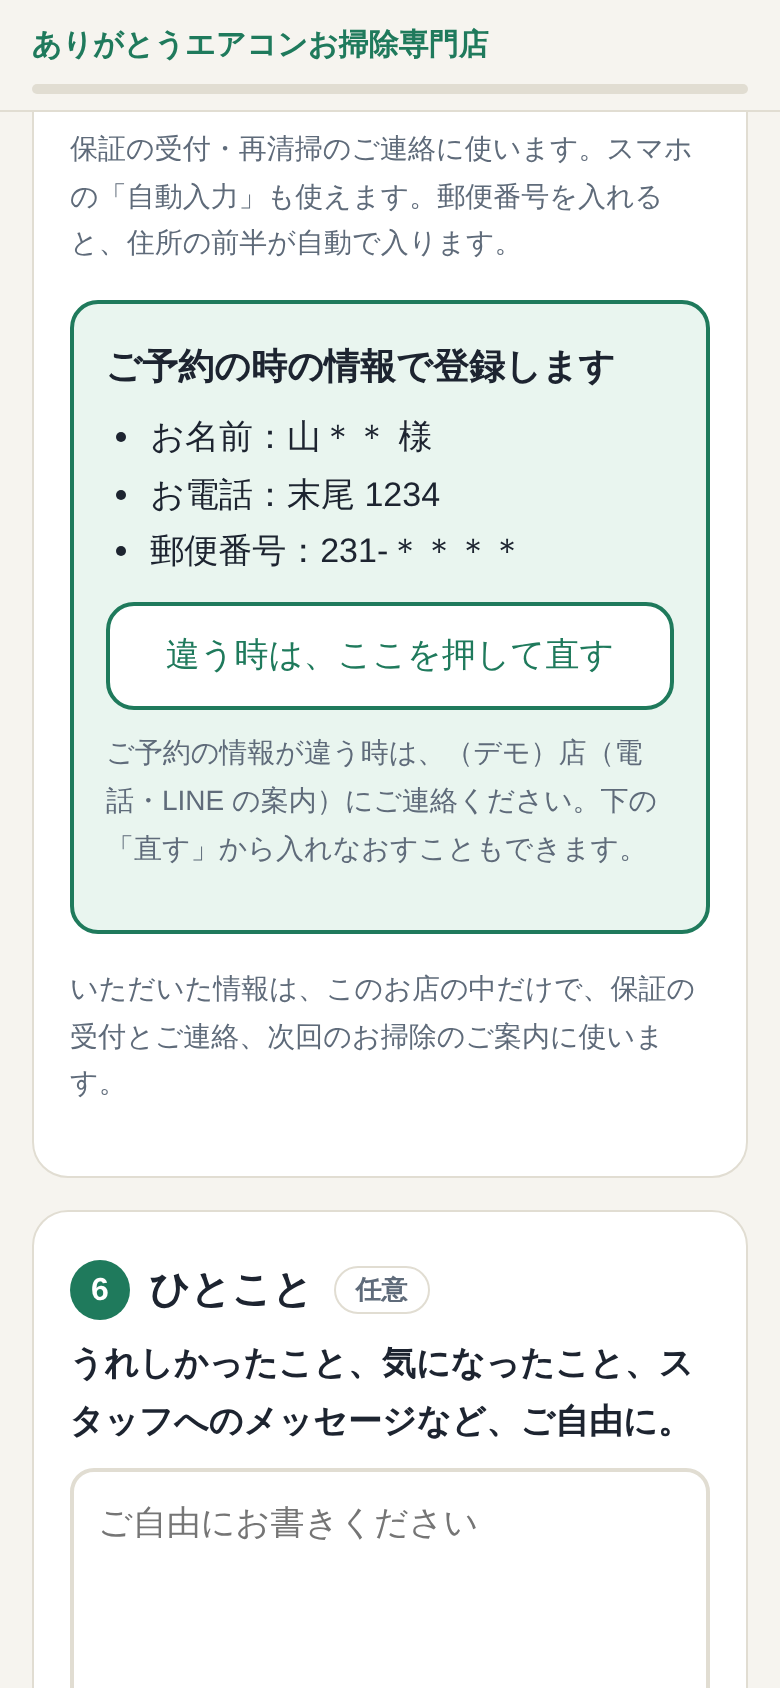 ありがとうエアコンお掃除専門店
保証の受付・再清掃のご連絡に使います。スマホ
の「自動入力」も使えます。郵便番号を入れる
と、住所の前半が自動で入ります。
ご予約の時の情報で登録します
• お名前：山＊＊ 様
• お電話：末尾 1234
• 郵便番号：231-＊＊＊＊
違う時は、ここを押して直す
ご予約の情報が違う時は、（デモ）店（電
話・LINE の案内）にご連絡ください。下の
「直す」から入れなおすこともできます。
いただいた情報は、このお店の中だけで、保証の
受付とご連絡、次回のお掃除のご案内に使いま
す。
6 ひとこと 任意
うれしかったこと、気になったこと、ス
タッフへのメッセージなど、ご自由に。
ご自由にお書きください